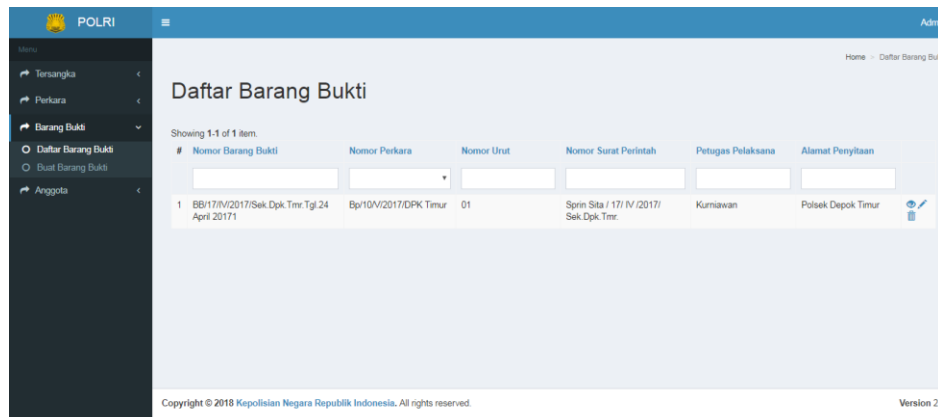 POLRI
Adm
Menu
Home > Daftar Barang Bu
Tersangka
Perkara
Barang Bukti
Daftar Barang Bukti
Buat Barang Bukti
Anggota
Daftar Barang Bukti
Showing 1-1 of 1 item.
# Nomor Barang Bukti Nomor Perkara Nomor Urut Nomor Surat Perintah Petugas Pelaksana Alamat Penyitaan
1 BB/17/IV/2017/Sek.Dpk.Tmr.Tgl.24 Bp/10/V/2017/DPK Timur 01 Sprin Sita / 17/ IV /2017/ Kurniawan Polsek Depok Timur
April 20171 Sek.Dpk.Tmr.
Copyright © 2018 Kepolisian Negara Republik Indonesia. All rights reserved.
Version 2